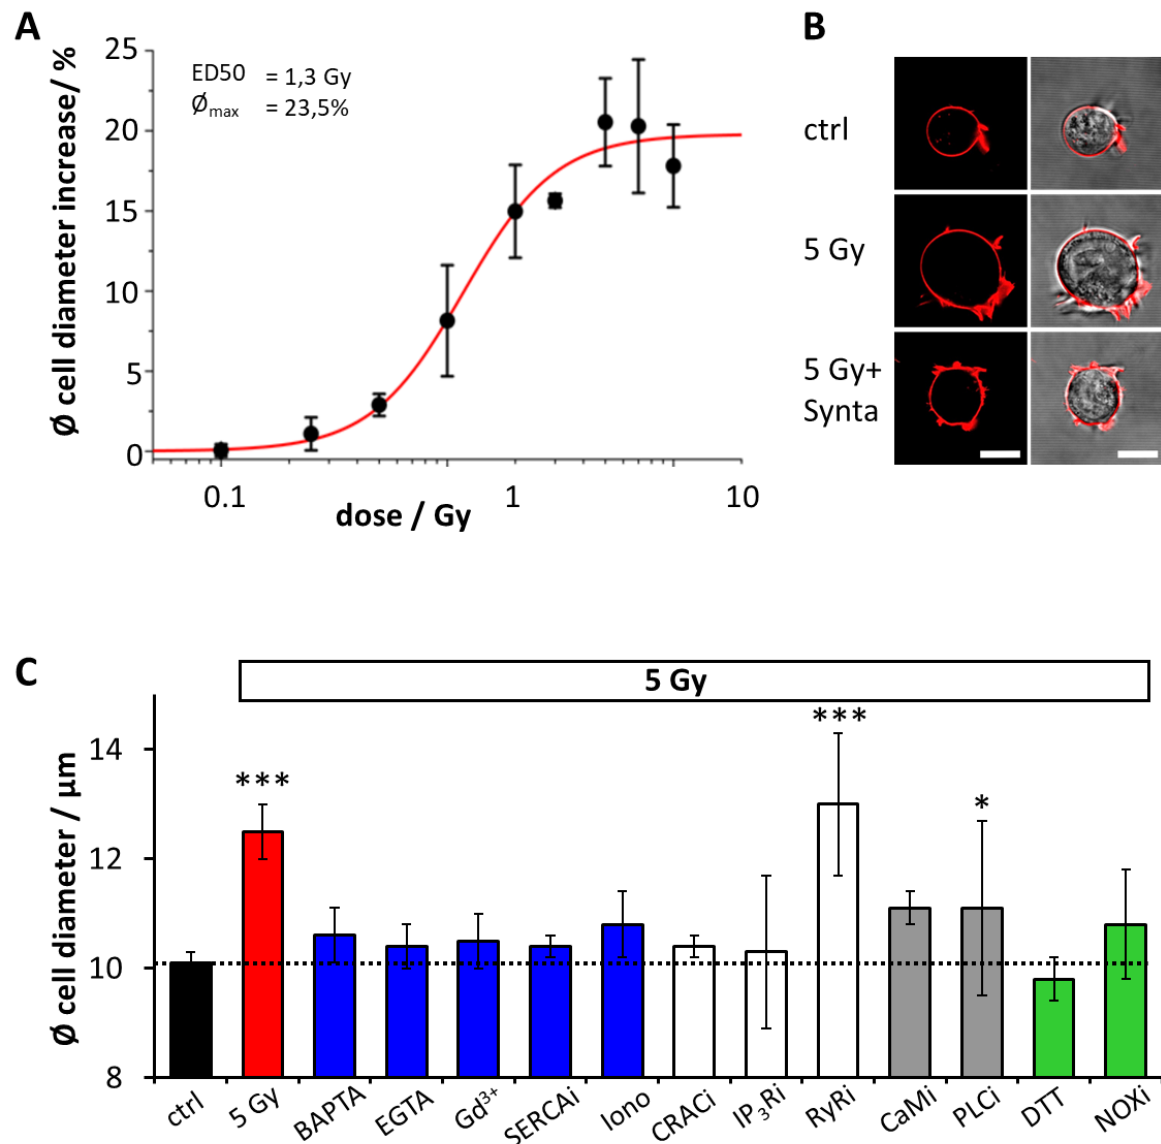 A
Ø cell diameter increase/ %
25
20
15
10
5
0
ED50 = 1,3 Gy
Ømax = 23,5%
0.1
1
10
dose / Gy
B
ctrl
5 Gy
5 Gy+
Synta
C
5 Gy
Ø cell diameter / µm
14
12
10
8
***
***
*
ctrl
5 Gy
BAPTA
EGTA
Gd³⁺
SERCAi
Iono
CRACi
IP₃Ri
RyRi
CaMi
PLCi
DTT
NOXi